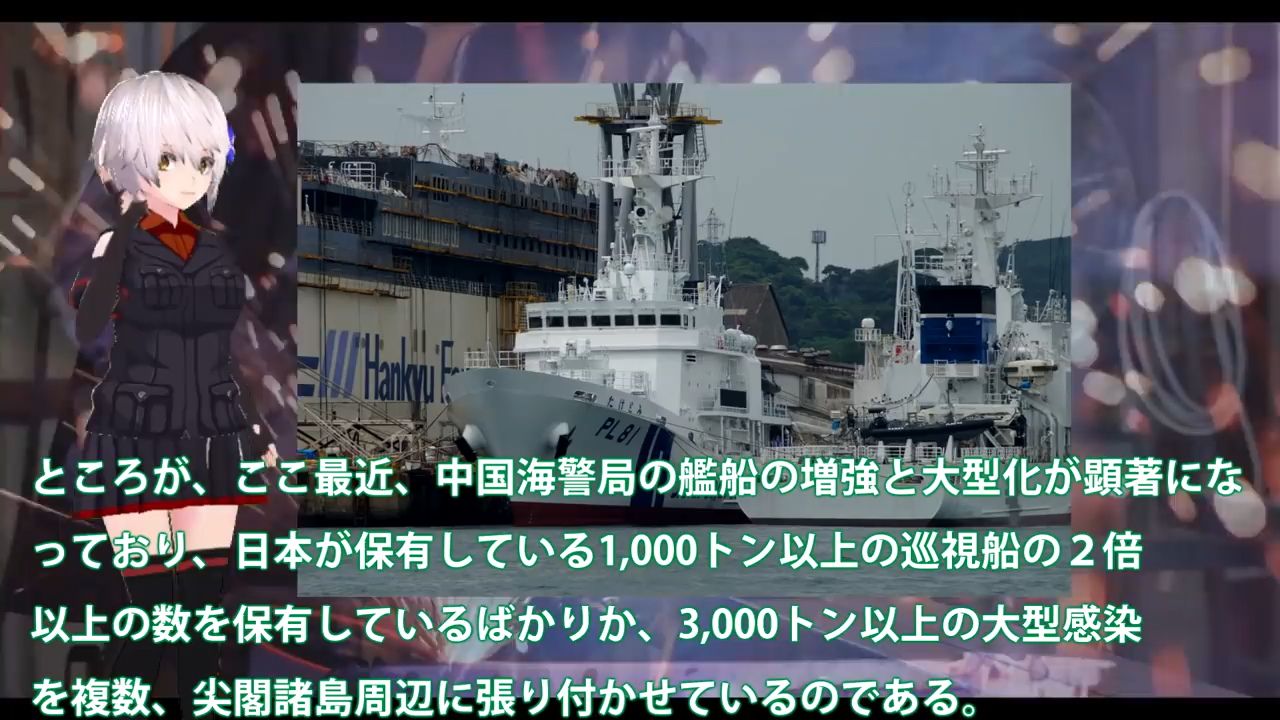 Hankyu F
たけとみ
PL81
ところが、ここ最近、中国海警局の艦船の増強と大型化が顕著にな
っており、日本が保有している1,000トン以上の巡視船の２倍
以上の数を保有しているばかりか、3,000トン以上の大型感染
を複数、尖閣諸島周辺に張り付かせているのである。